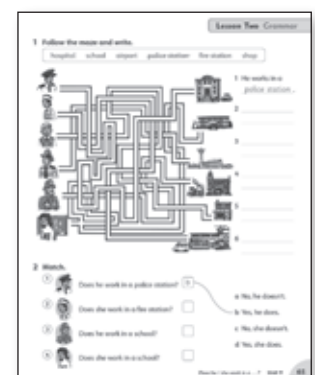 Lesson Two Grammar
1 Follow the maze and write.
hospital school airport police station fire station shop
1 He works in a
police station.
2
3
4
5
6
2 Match.
1 Does he work in a police station? b
2 Does she work in a fire station?
3 Does he work in a school?
4 Does she work in a school?
a No, he doesn't.
b Yes, he does.
c No, she doesn't.
d Yes, she does.